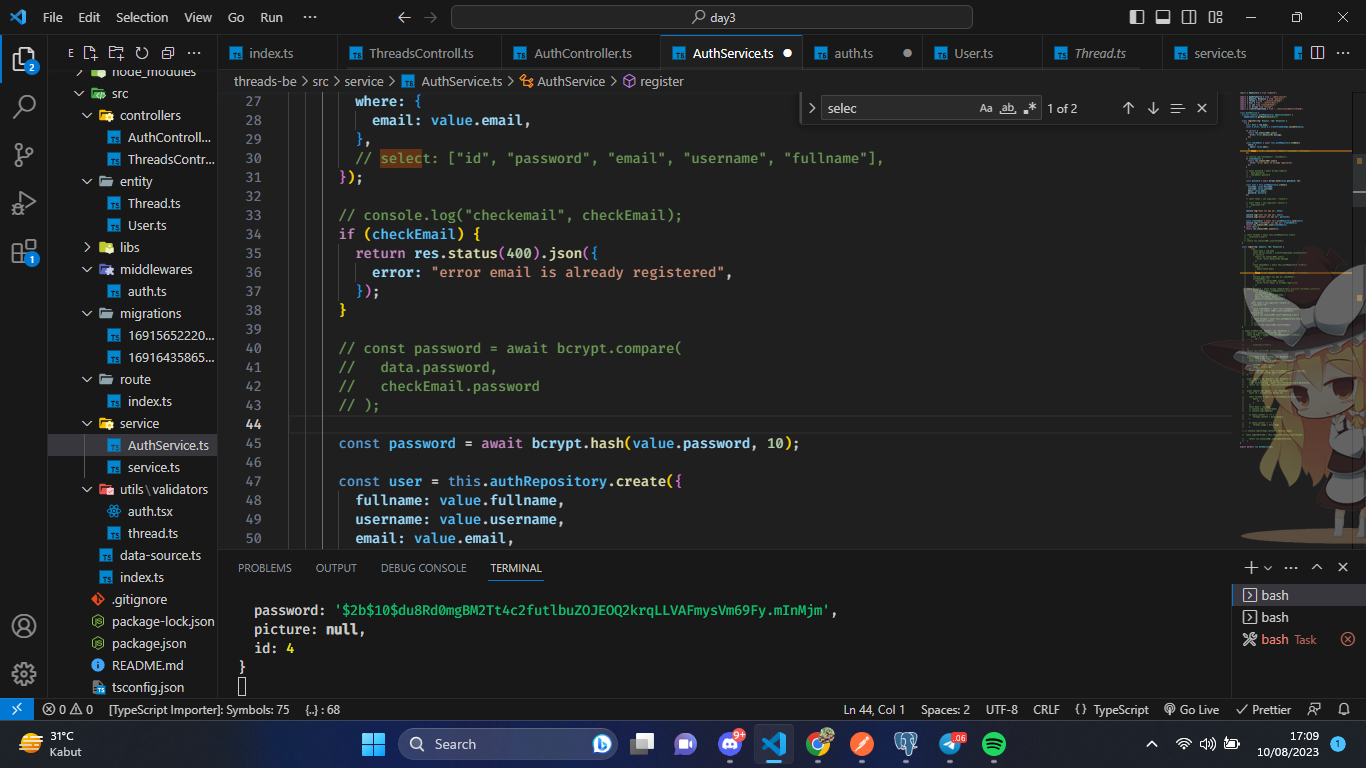 File Edit Selection View Go Run ··· day3
E index.ts ThreadsControll.ts AuthController.ts AuthService.ts auth.ts User.ts Thread.ts service.ts
threads-be > src > service > AuthService.ts > AuthService > register
selec Aa ab .* 1 of 2
node_modules
src
controllers
AuthControll...
ThreadsContr...
entity
Thread.ts
User.ts
libs
middlewares
auth.ts
migrations
16915652220...
16916435865...
route
index.ts
service
AuthService.ts
service.ts
utils\validators
auth.tsx
thread.ts
data-source.ts
index.ts
.gitignore
package-lock.json
package.json
README.md
tsconfig.json
2
1
27 where: {
28 email: value.email,
29 },
30 // select: ["id", "password", "email", "username", "fullname"],
31 });
32
33 // console.log("checkemail", checkEmail);
34 if (checkEmail) {
35 return res.status(400).json({
36 error: "error email is already registered",
37 });
38 }
39
40 // const password = await bcrypt.compare(
41 // data.password,
42 // checkEmail.password
43 // );
44
45 const password = await bcrypt.hash(value.password, 10);
46
47 const user = this.authRepository.create({
48 fullname: value.fullname,
49 username: value.username,
50 email: value.email,
PROBLEMS OUTPUT DEBUG CONSOLE TERMINAL
password: '$2b$10$du8Rd0mgBM2Tt4c2futlbuZOJEOQ2krqLLVAFmysVm69Fy.mInMjm',
picture: null,
id: 4
}
bash
bash
bash Task
0 0 [TypeScript Importer]: Symbols: 75 {..} : 68 Ln 44, Col 1 Spaces: 2 UTF-8 CRLF {} TypeScript Go Live Prettier
31°C
Kabut
Search
9+
.06
17:09
10/08/2023
1